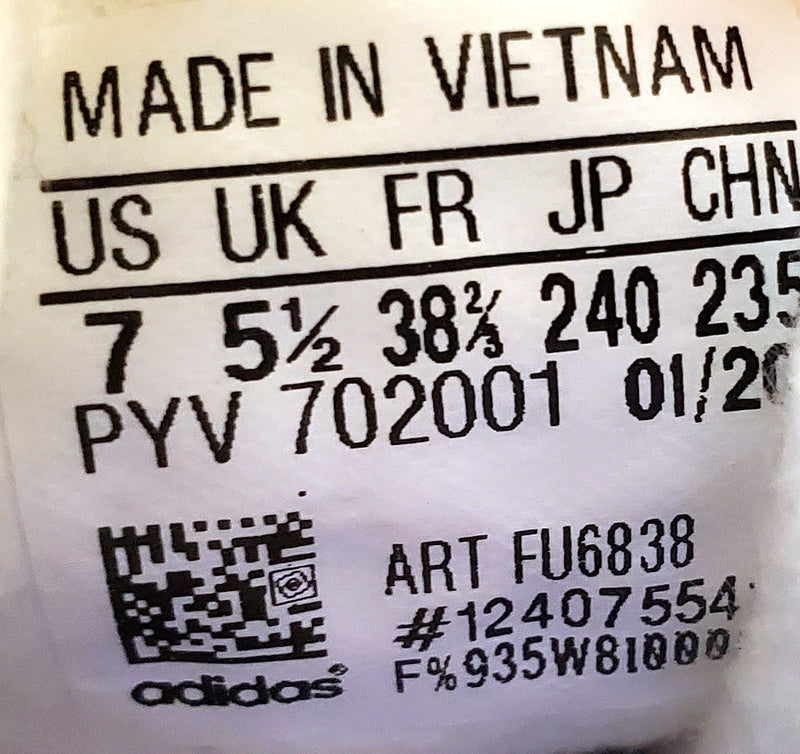 MADE IN VIETNAM
US UK FR JP CHN
7 5½ 38⅔ 240 235
PYV 702001 01/20
ART FU6838
#12407554
F%935W81000
adidas®